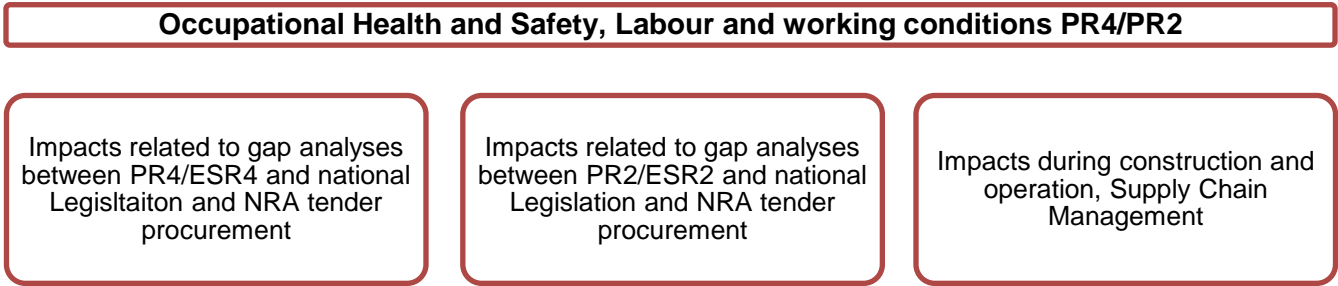 Occupational Health and Safety, Labour and working conditions PR4/PR2
Impacts related to gap analyses
between PR4/ESR4 and national
Legisltaiton and NRA tender
procurement
Impacts related to gap analyses
between PR2/ESR2 and national
Legislation and NRA tender
procurement
Impacts during construction and
operation, Supply Chain
Management